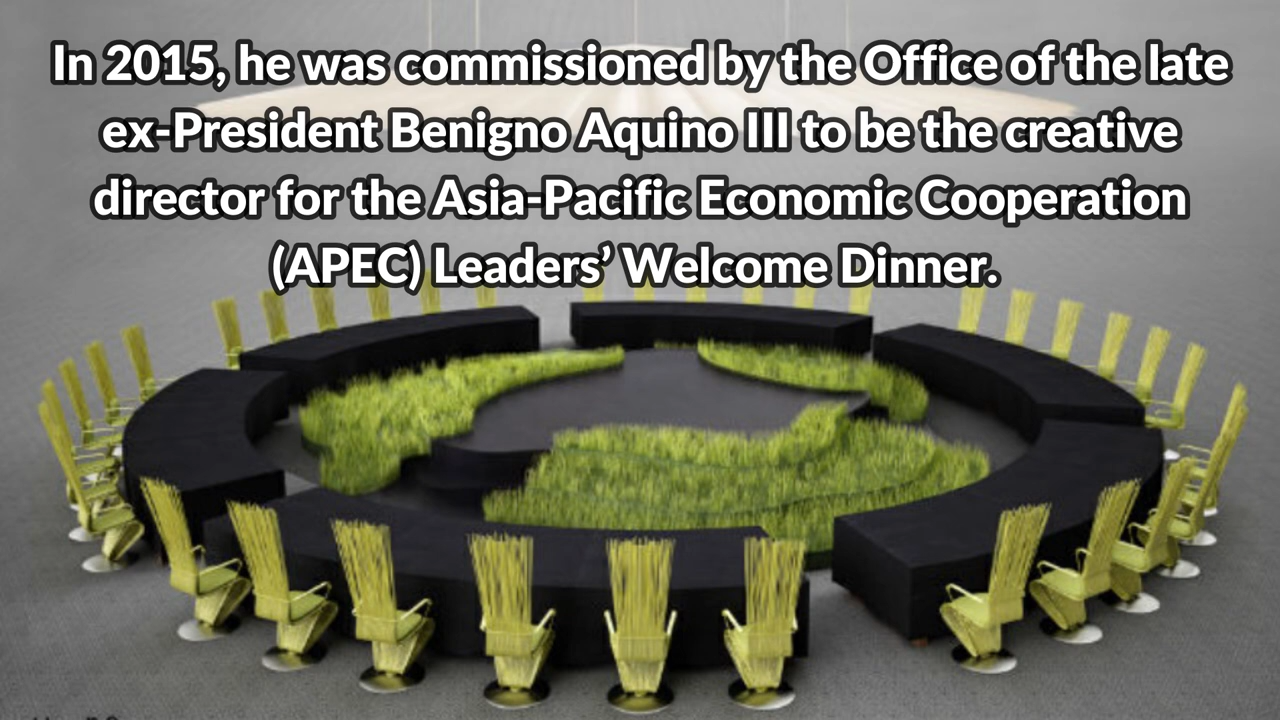 In 2015, he was commissioned by the Office of the late
ex-President Benigno Aquino III to be the creative
director for the Asia-Pacific Economic Cooperation
(APEC) Leaders’ Welcome Dinner.